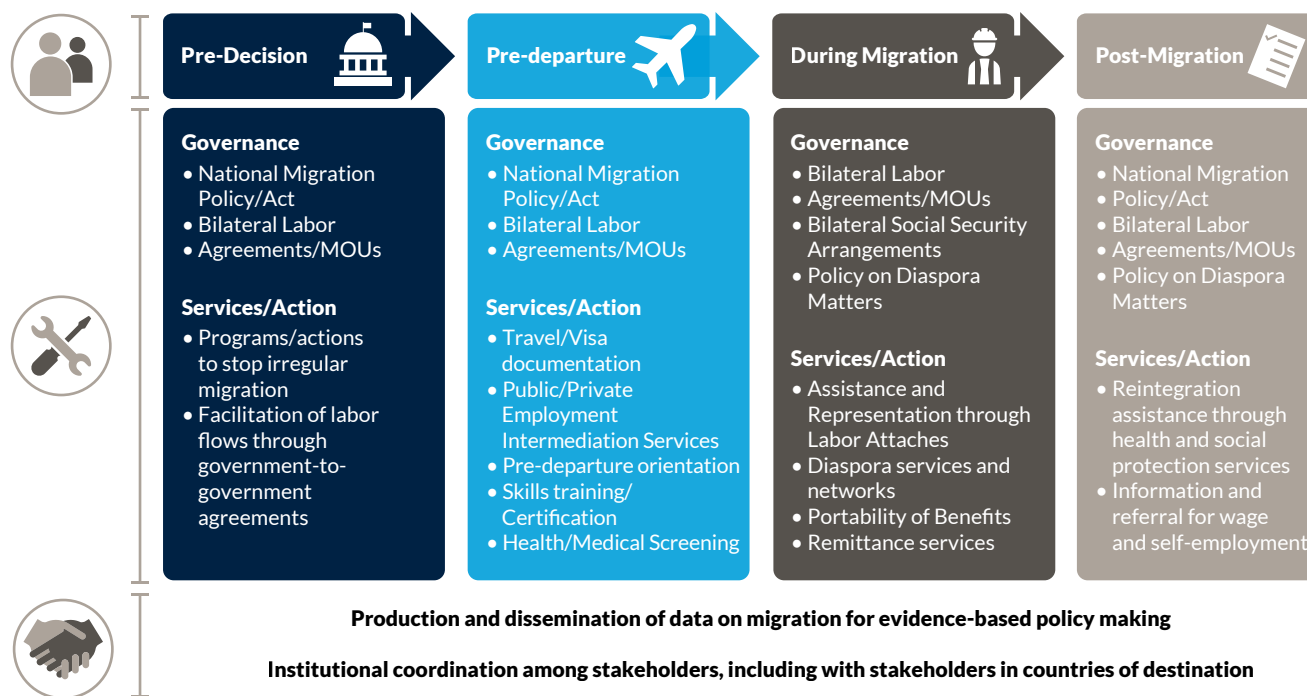 Pre-Decision
Pre-departure
During Migration
Post-Migration
Governance
• National Migration
Policy/Act
• Bilateral Labor
• Agreements/MOUs
Services/Action
• Programs/actions
to stop irregular
migration
• Facilitation of labor
flows through
government-to-
government
agreements
Governance
• National Migration
Policy/Act
• Bilateral Labor
• Agreements/MOUs
Services/Action
• Travel/Visa
documentation
• Public/Private
Employment
Intermediation Services
• Pre-departure orientation
• Skills training/
Certification
• Health/Medical Screening
Governance
• Bilateral Labor
• Agreements/MOUs
• Bilateral Social Security
Arrangements
• Policy on Diaspora
Matters
Services/Action
• Assistance and
Representation through
Labor Attaches
• Diaspora services and
networks
• Portability of Benefits
• Remittance services
Governance
• National Migration
• Policy/Act
• Bilateral Labor
• Agreements/MOUs
• Policy on Diaspora
Matters
Services/Action
• Reintegration
assistance through
health and social
protection services
• Information and
referral for wage
and self-employment
Production and dissemination of data on migration for evidence-based policy making
Institutional coordination among stakeholders, including with stakeholders in countries of destination